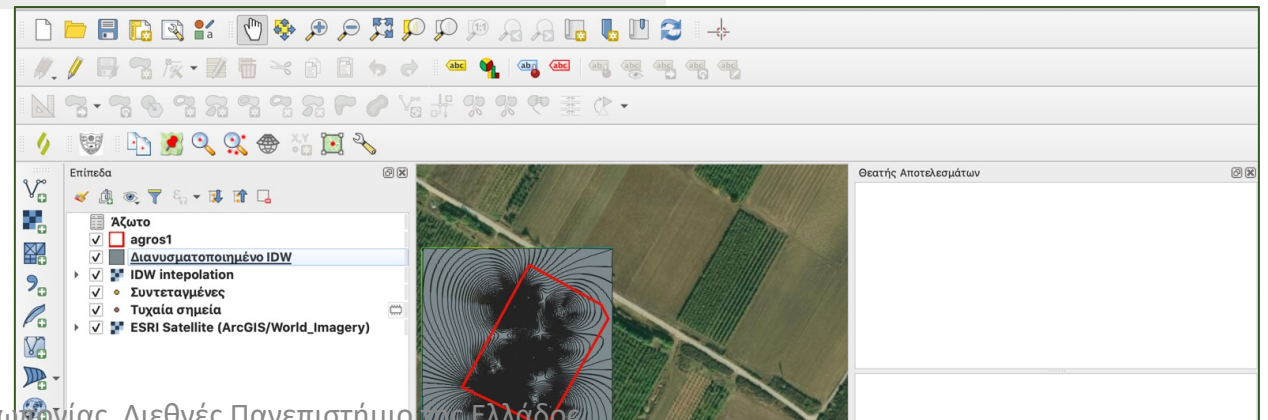 Επίπεδα
Θεατής Αποτελεσμάτων
Άζωτο
agros1
Διανυσματοποιημένο IDW
IDW intepolation
Συντεταγμένες
Τυχαία σημεία
ESRI Satellite (ArcGIS/World_Imagery)
Διεθνές Πανεπιστήμιο της Ελλάδος